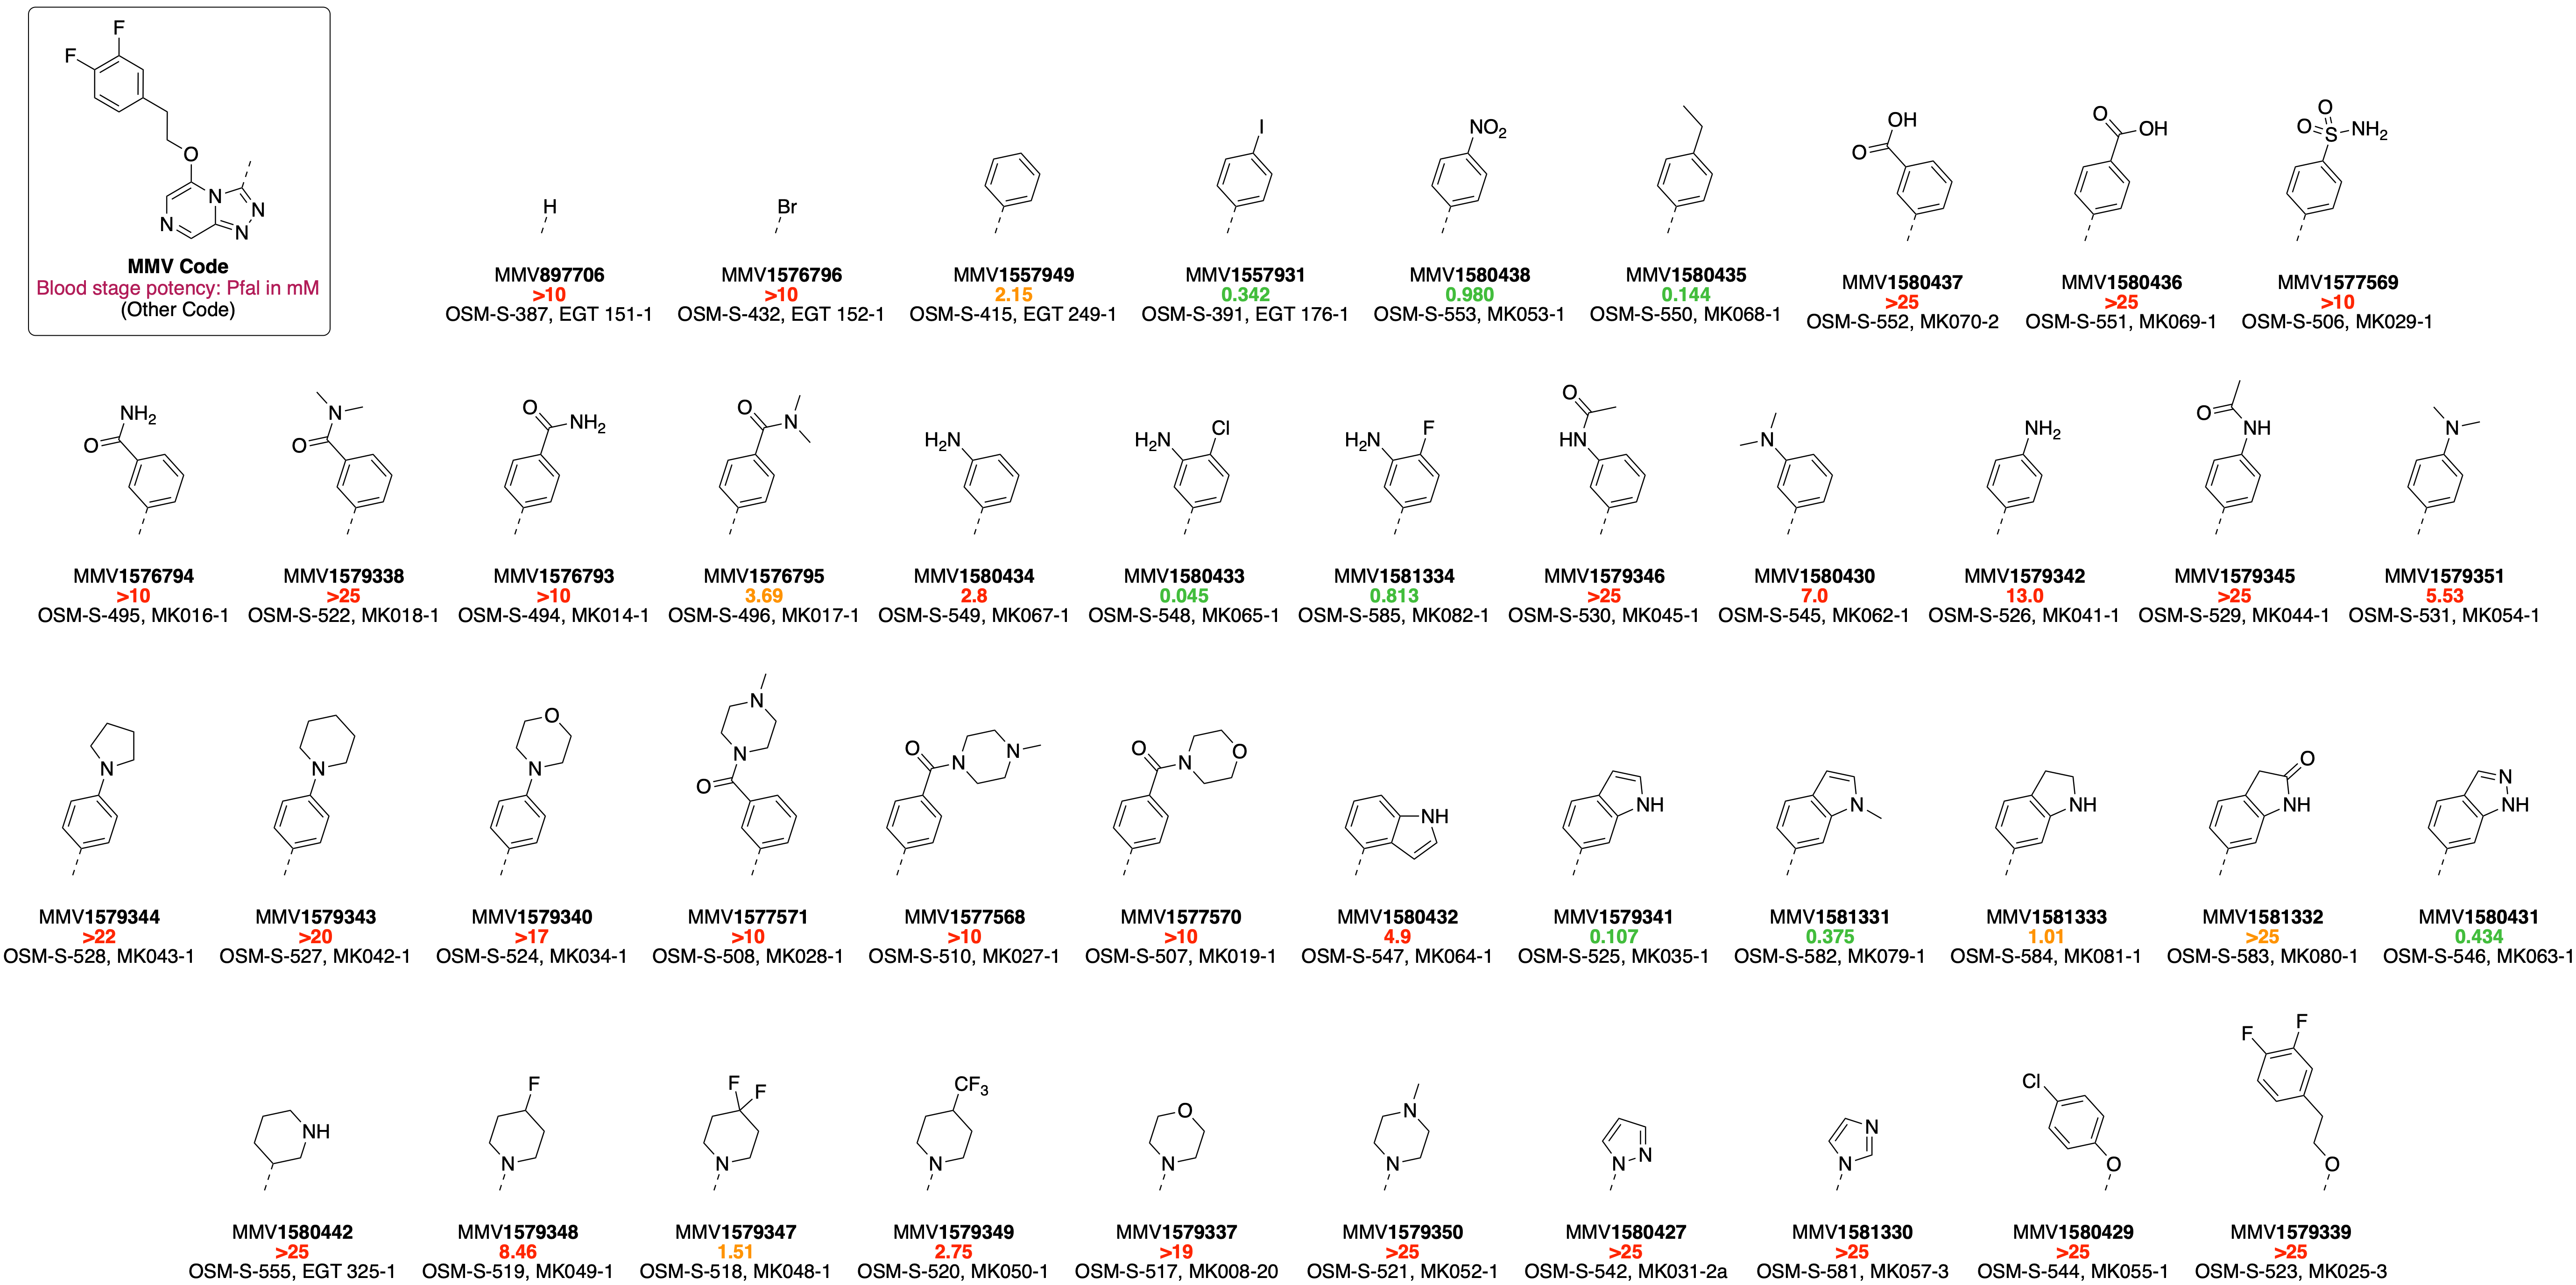 F
F
O
N
N
N
N
MMV Code
Blood stage potency: Pfal in mM
(Other Code)
H
MMV897706
>10
OSM-S-387, EGT 151-1
Br
MMV1576796
>10
OSM-S-432, EGT 152-1
MMV1557949
2.15
OSM-S-415, EGT 249-1
I
MMV1557931
0.342
OSM-S-391, EGT 176-1
NO2
MMV1580438
0.980
OSM-S-553, MK053-1
MMV1580435
0.144
OSM-S-550, MK068-1
OH
O
MMV1580437
>25
OSM-S-552, MK070-2
O
OH
MMV1580436
>25
OSM-S-551, MK069-1
O
O S NH2
MMV1577569
>10
OSM-S-506, MK029-1
NH2
O
MMV1576794
>10
OSM-S-495, MK016-1
N
O
MMV1579338
>25
OSM-S-522, MK018-1
O
NH2
MMV1576793
>10
OSM-S-494, MK014-1
O
N
MMV1576795
3.69
OSM-S-496, MK017-1
H2N
MMV1580434
2.8
OSM-S-549, MK067-1
Cl
H2N
MMV1580433
0.045
OSM-S-548, MK065-1
F
H2N
MMV1581334
0.813
OSM-S-585, MK082-1
O
HN
MMV1579346
>25
OSM-S-530, MK045-1
N
MMV1580430
7.0
OSM-S-545, MK062-1
NH2
MMV1579342
13.0
OSM-S-526, MK041-1
O
NH
MMV1579345
>25
OSM-S-529, MK044-1
N
MMV1579351
5.53
OSM-S-531, MK054-1
N
MMV1579344
>22
OSM-S-528, MK043-1
N
MMV1579343
>20
OSM-S-527, MK042-1
O
N
MMV1579340
>17
OSM-S-524, MK034-1
N
N
O
MMV1577571
>10
OSM-S-508, MK028-1
O
N
N
MMV1577568
>10
OSM-S-510, MK027-1
O
N
O
MMV1577570
>10
OSM-S-507, MK019-1
NH
MMV1580432
4.9
OSM-S-547, MK064-1
NH
MMV1579341
0.107
OSM-S-525, MK035-1
N
MMV1581331
0.375
OSM-S-582, MK079-1
NH
MMV1581333
1.01
OSM-S-584, MK081-1
O
NH
MMV1581332
>25
OSM-S-583, MK080-1
N
NH
MMV1580431
0.434
OSM-S-546, MK063-1
NH
MMV1580442
>25
OSM-S-555, EGT 325-1
F
N
MMV1579348
8.46
OSM-S-519, MK049-1
F
F
N
MMV1579347
1.51
OSM-S-518, MK048-1
CF3
N
MMV1579349
2.75
OSM-S-520, MK050-1
O
N
MMV1579337
>19
OSM-S-517, MK008-20
N
N
MMV1579350
>25
OSM-S-521, MK052-1
N N
MMV1580427
>25
OSM-S-542, MK031-2a
N
N
MMV1581330
>25
OSM-S-581, MK057-3
Cl
O
MMV1580429
>25
OSM-S-544, MK055-1
F
F
O
MMV1579339
>25
OSM-S-523, MK025-3